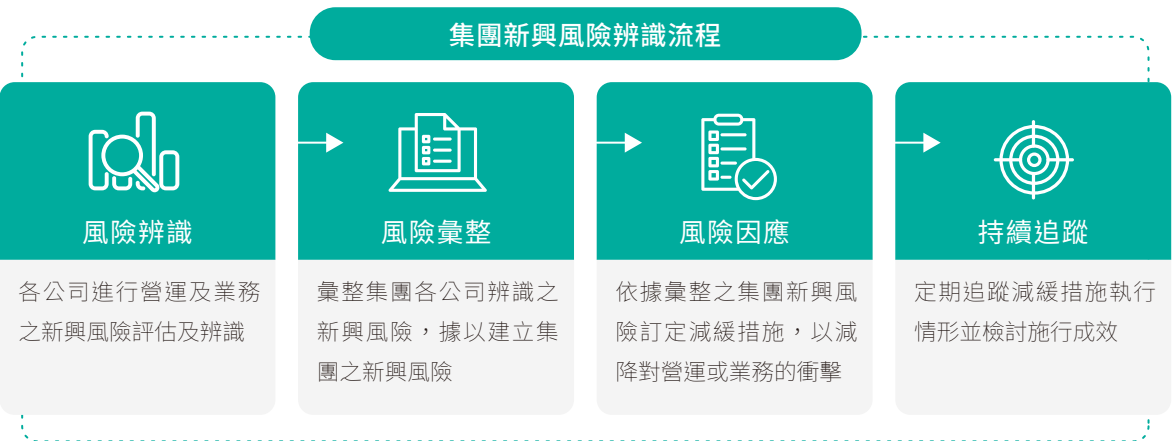 集團新興風險辨識流程
風險辨識
各公司進行營運及業務
之新興風險評估及辨識
風險彙整
彙整集團各公司辨識之
新興風險，據以建立集
團之新興風險
風險因應
依據彙整之集團新興風
險訂定減緩措施，以減
降對營運或業務的衝擊
持續追蹤
定期追蹤減緩措施執行
情形並檢討施行成效